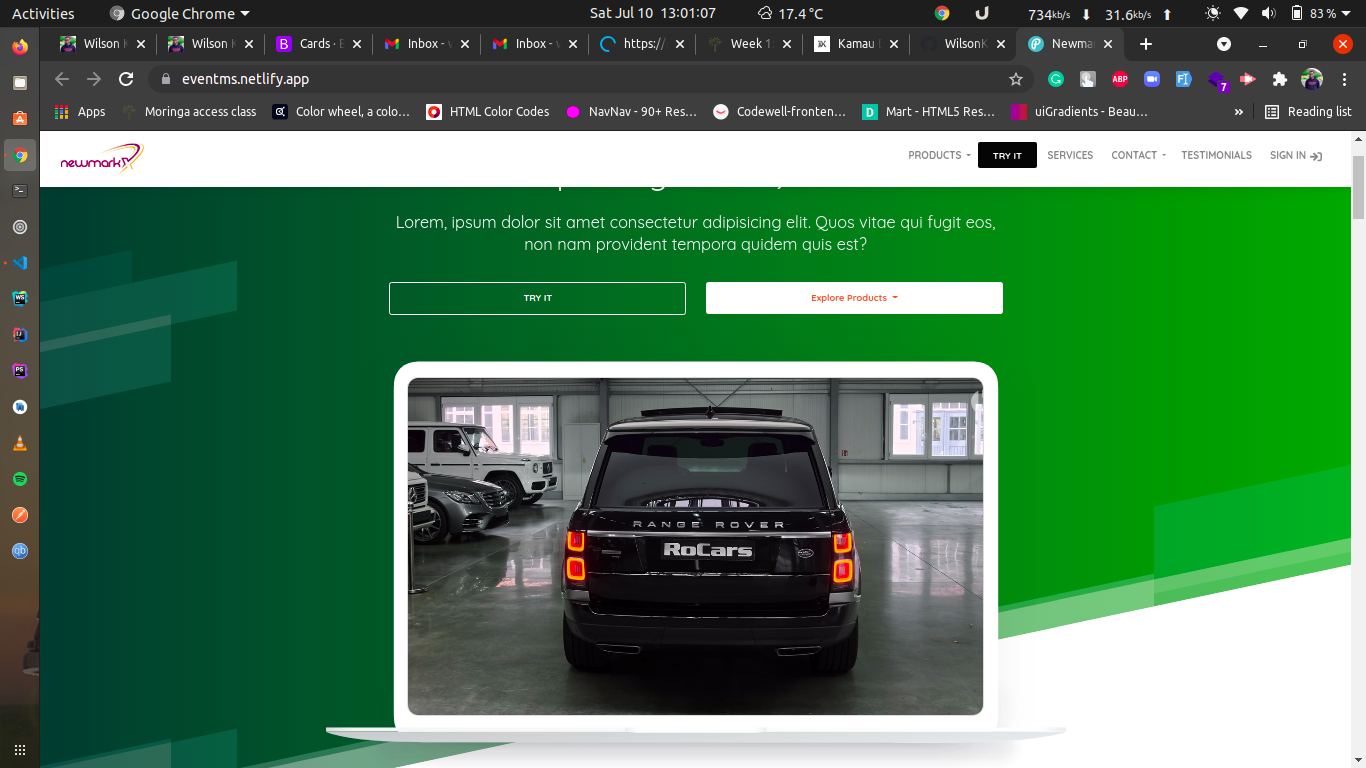 Activities
Google Chrome
Sat Jul 10 13:01:07
17.4 °C
734kb/s
31.6kb/s
83 %
Wilson K
Wilson K
Cards · B
Inbox - w
Inbox - w
https://
Week 1
Kamau D
WilsonK
Newmar
eventms.netlify.app
ABP
7
Apps
Moringa access class
Color wheel, a colo…
HTML Color Codes
NavNav - 90+ Res…
Codewell-fronten…
Mart - HTML5 Res…
uiGradients - Beau…
»
Reading list
newmark
PRODUCTS
TRY IT
SERVICES
CONTACT
TESTIMONIALS
SIGN IN
Lorem, ipsum dolor sit amet consectetur adipisicing elit. Quos vitae qui fugit eos,
non nam provident tempora quidem quis est?
TRY IT
Explore Products
RANGE ROVER
RoCars